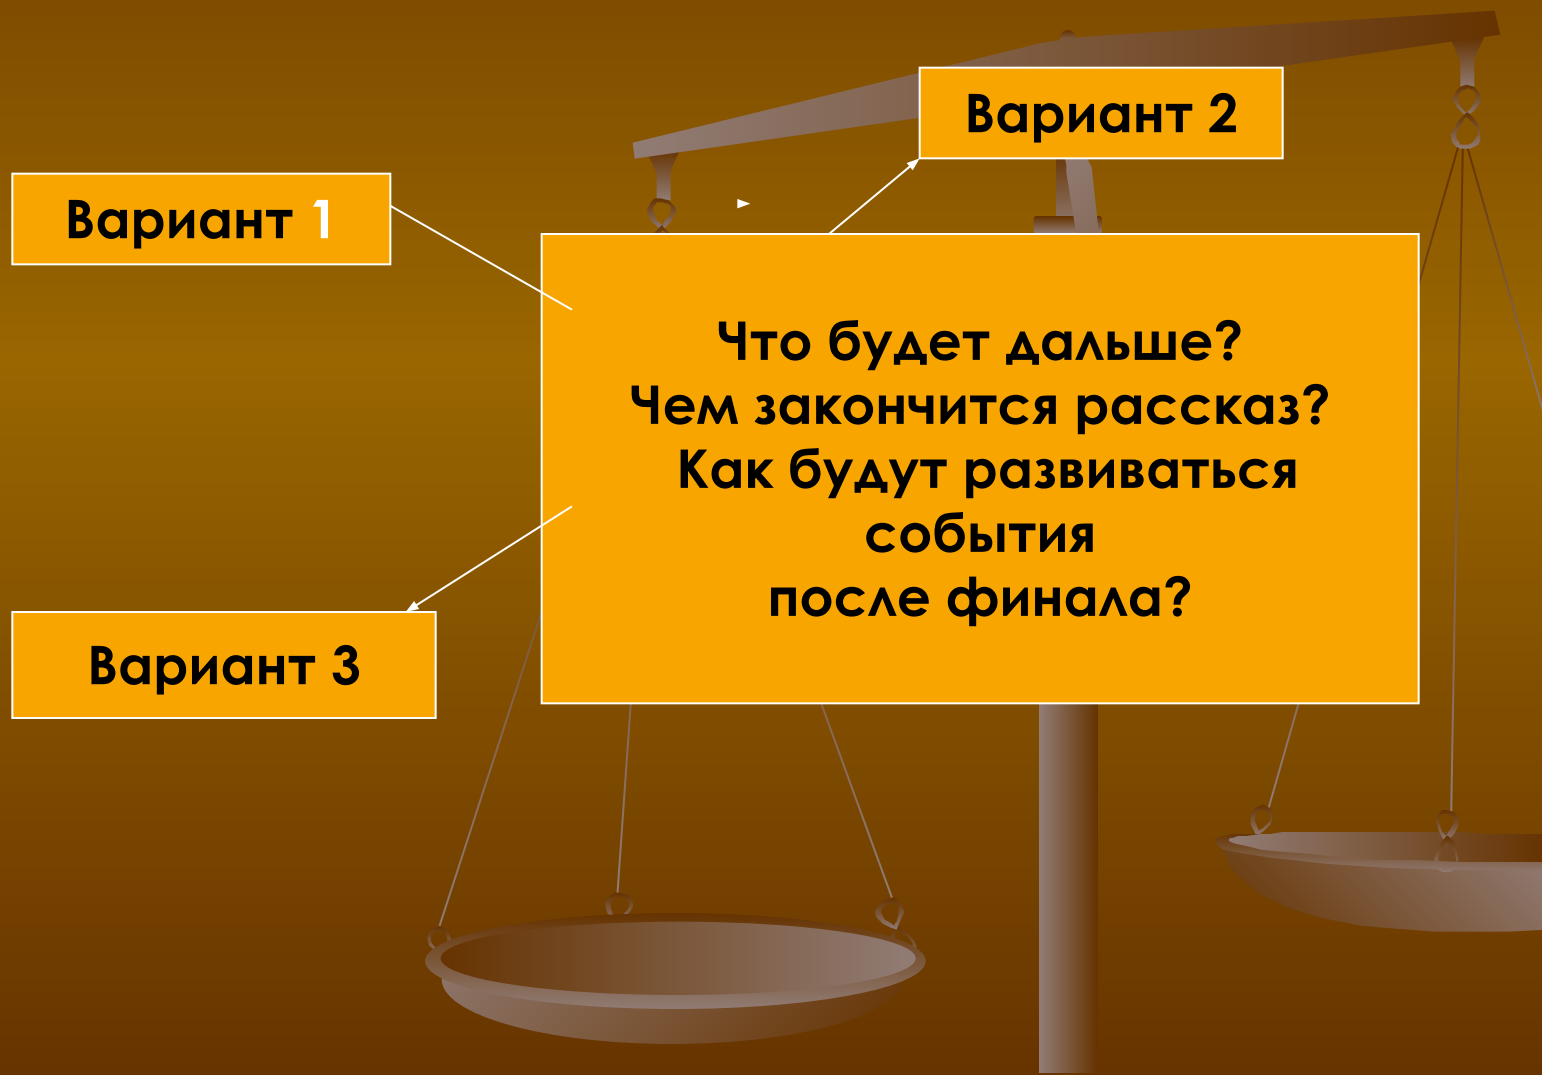 Вариант 2
Вариант 1
Что будет дальше?
Чем закончится рассказ?
Как будут развиваться
события
после финала?
Вариант 3